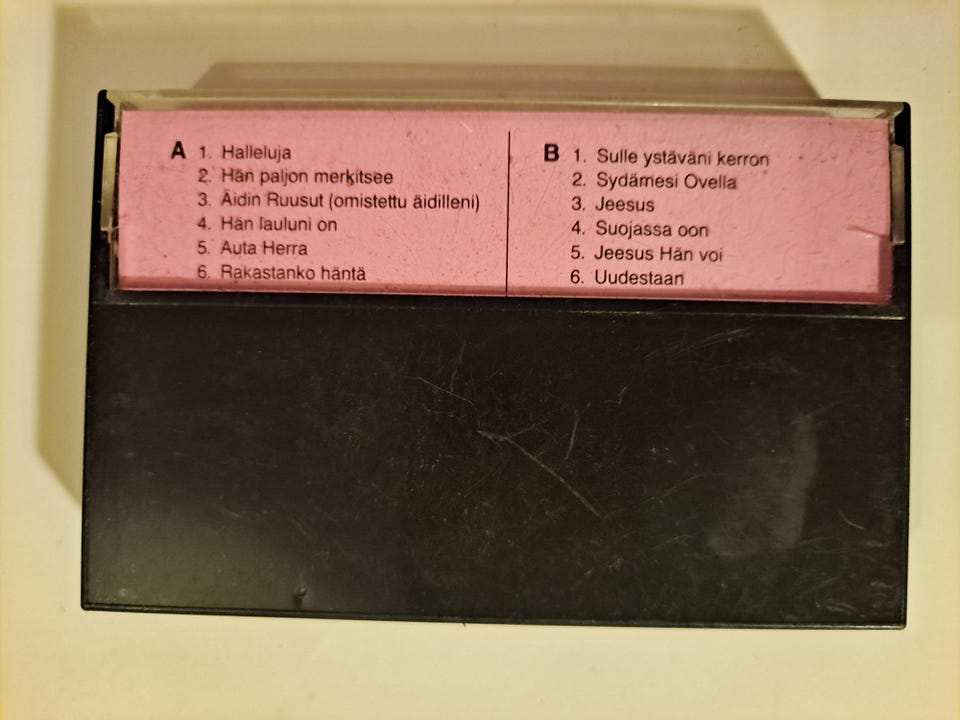 A 1. Halleluja
2. Hän paljon merkitsee
3. Äidin Ruusut (omistettu äidilleni)
4. Hän lauluni on
5. Auta Herra
6. Rakastanko häntä
B 1. Sulle ystäväni kerron
2. Sydämesi Ovella
3. Jeesus
4. Suojassa oon
5. Jeesus Hän voi
6. Uudestaan